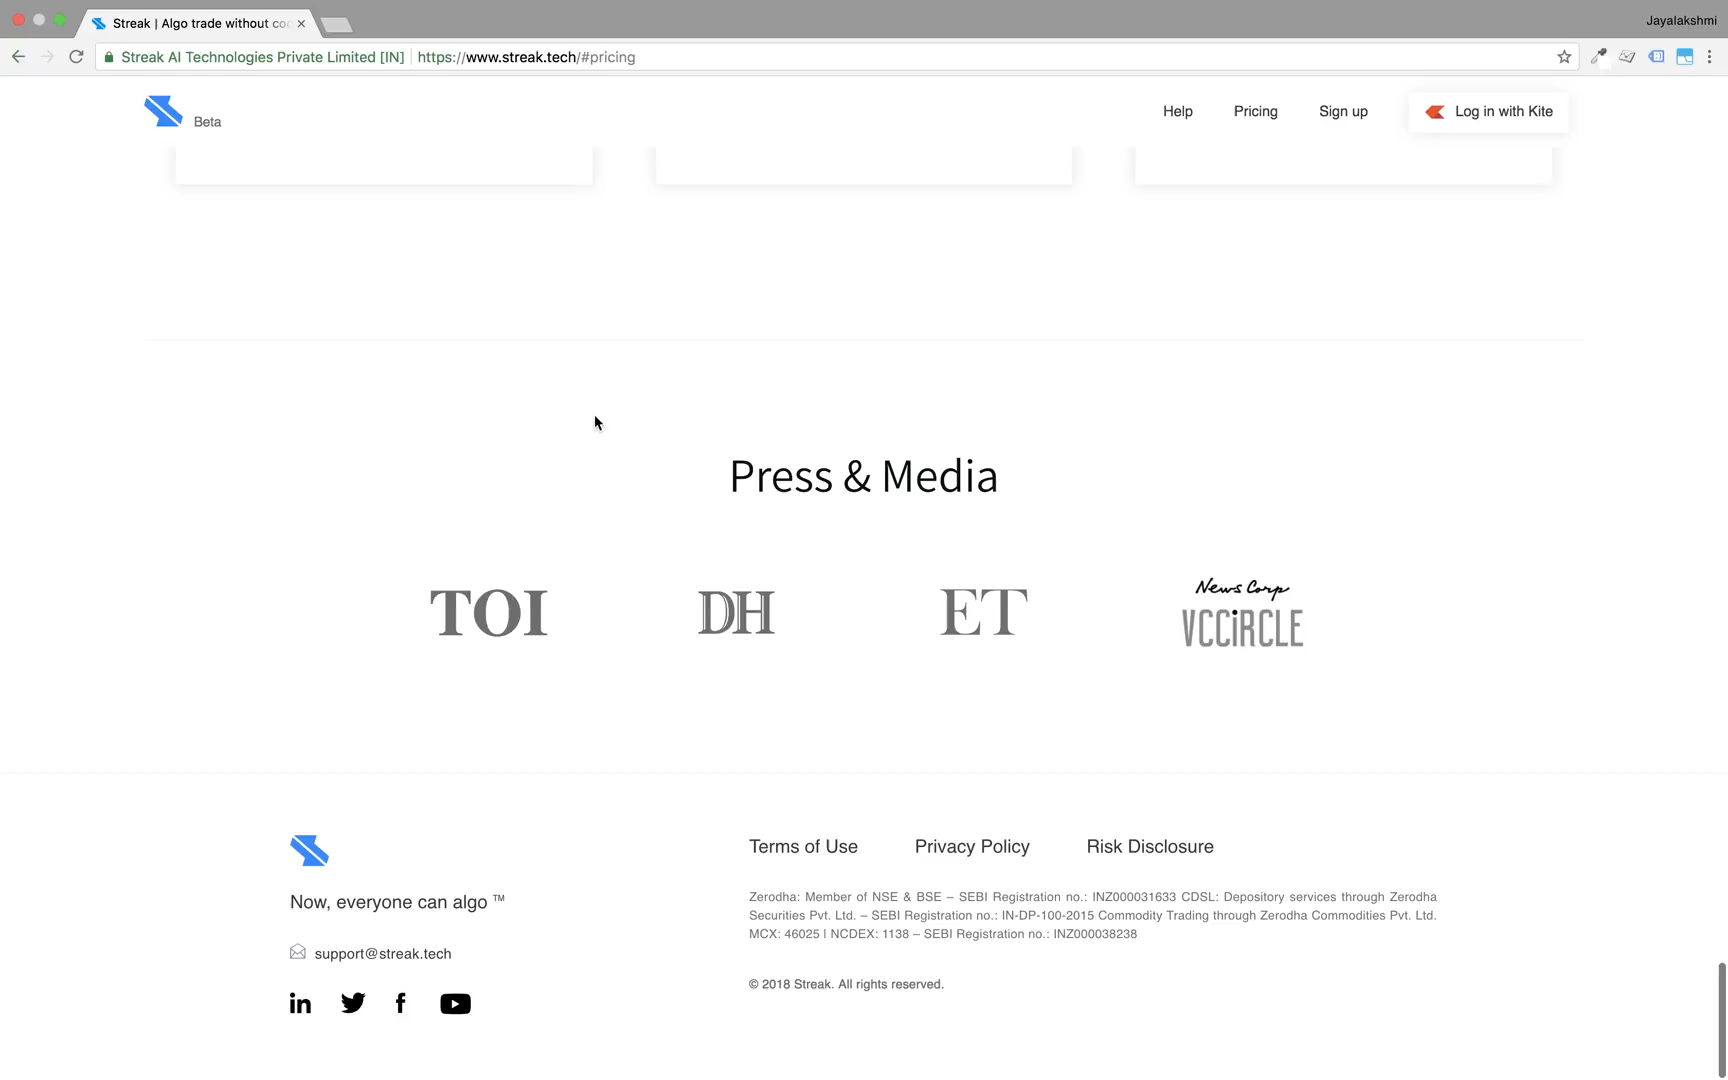 Streak | Algo trade without co
Jayalakshmi
Streak AI Technologies Private Limited [IN] https://www.streak.tech/#pricing
Beta
Help Pricing Sign up Log in with Kite
Press & Media
TOI DH ET News Corp
VCCiRCLE
Terms of Use Privacy Policy Risk Disclosure
Zerodha: Member of NSE & BSE – SEBI Registration no.: INZ000031633 CDSL: Depository services through Zerodha
Securities Pvt. Ltd. – SEBI Registration no.: IN-DP-100-2015 Commodity Trading through Zerodha Commodities Pvt. Ltd.
MCX: 46025 | NCDEX: 1138 – SEBI Registration no.: INZ000038238
© 2018 Streak. All rights reserved.
Now, everyone can algo ™
support@streak.tech